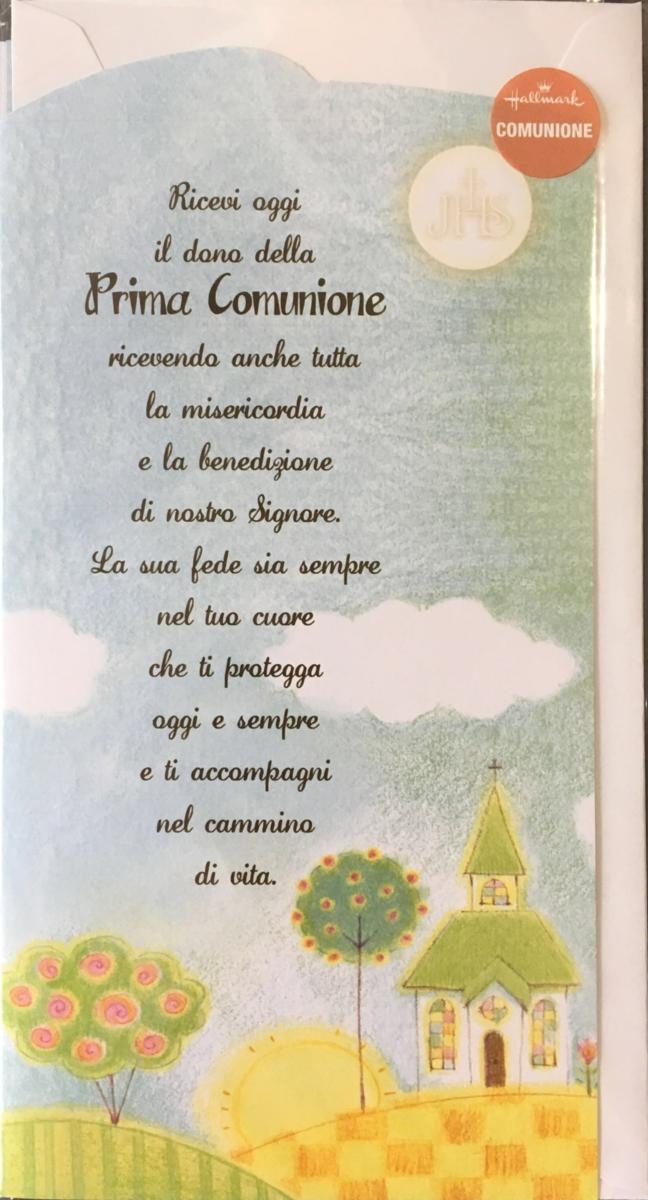 Hallmark
COMUNIONE
JHS
Ricevi oggi
il dono della
Prima Comunione
ricevendo anche tutta
la misericordia
e la benedizione
di nostro Signore.
La sua fede sia sempre
nel tuo cuore
che ti protegga
oggi e sempre
e ti accompagni
nel cammino
di vita.